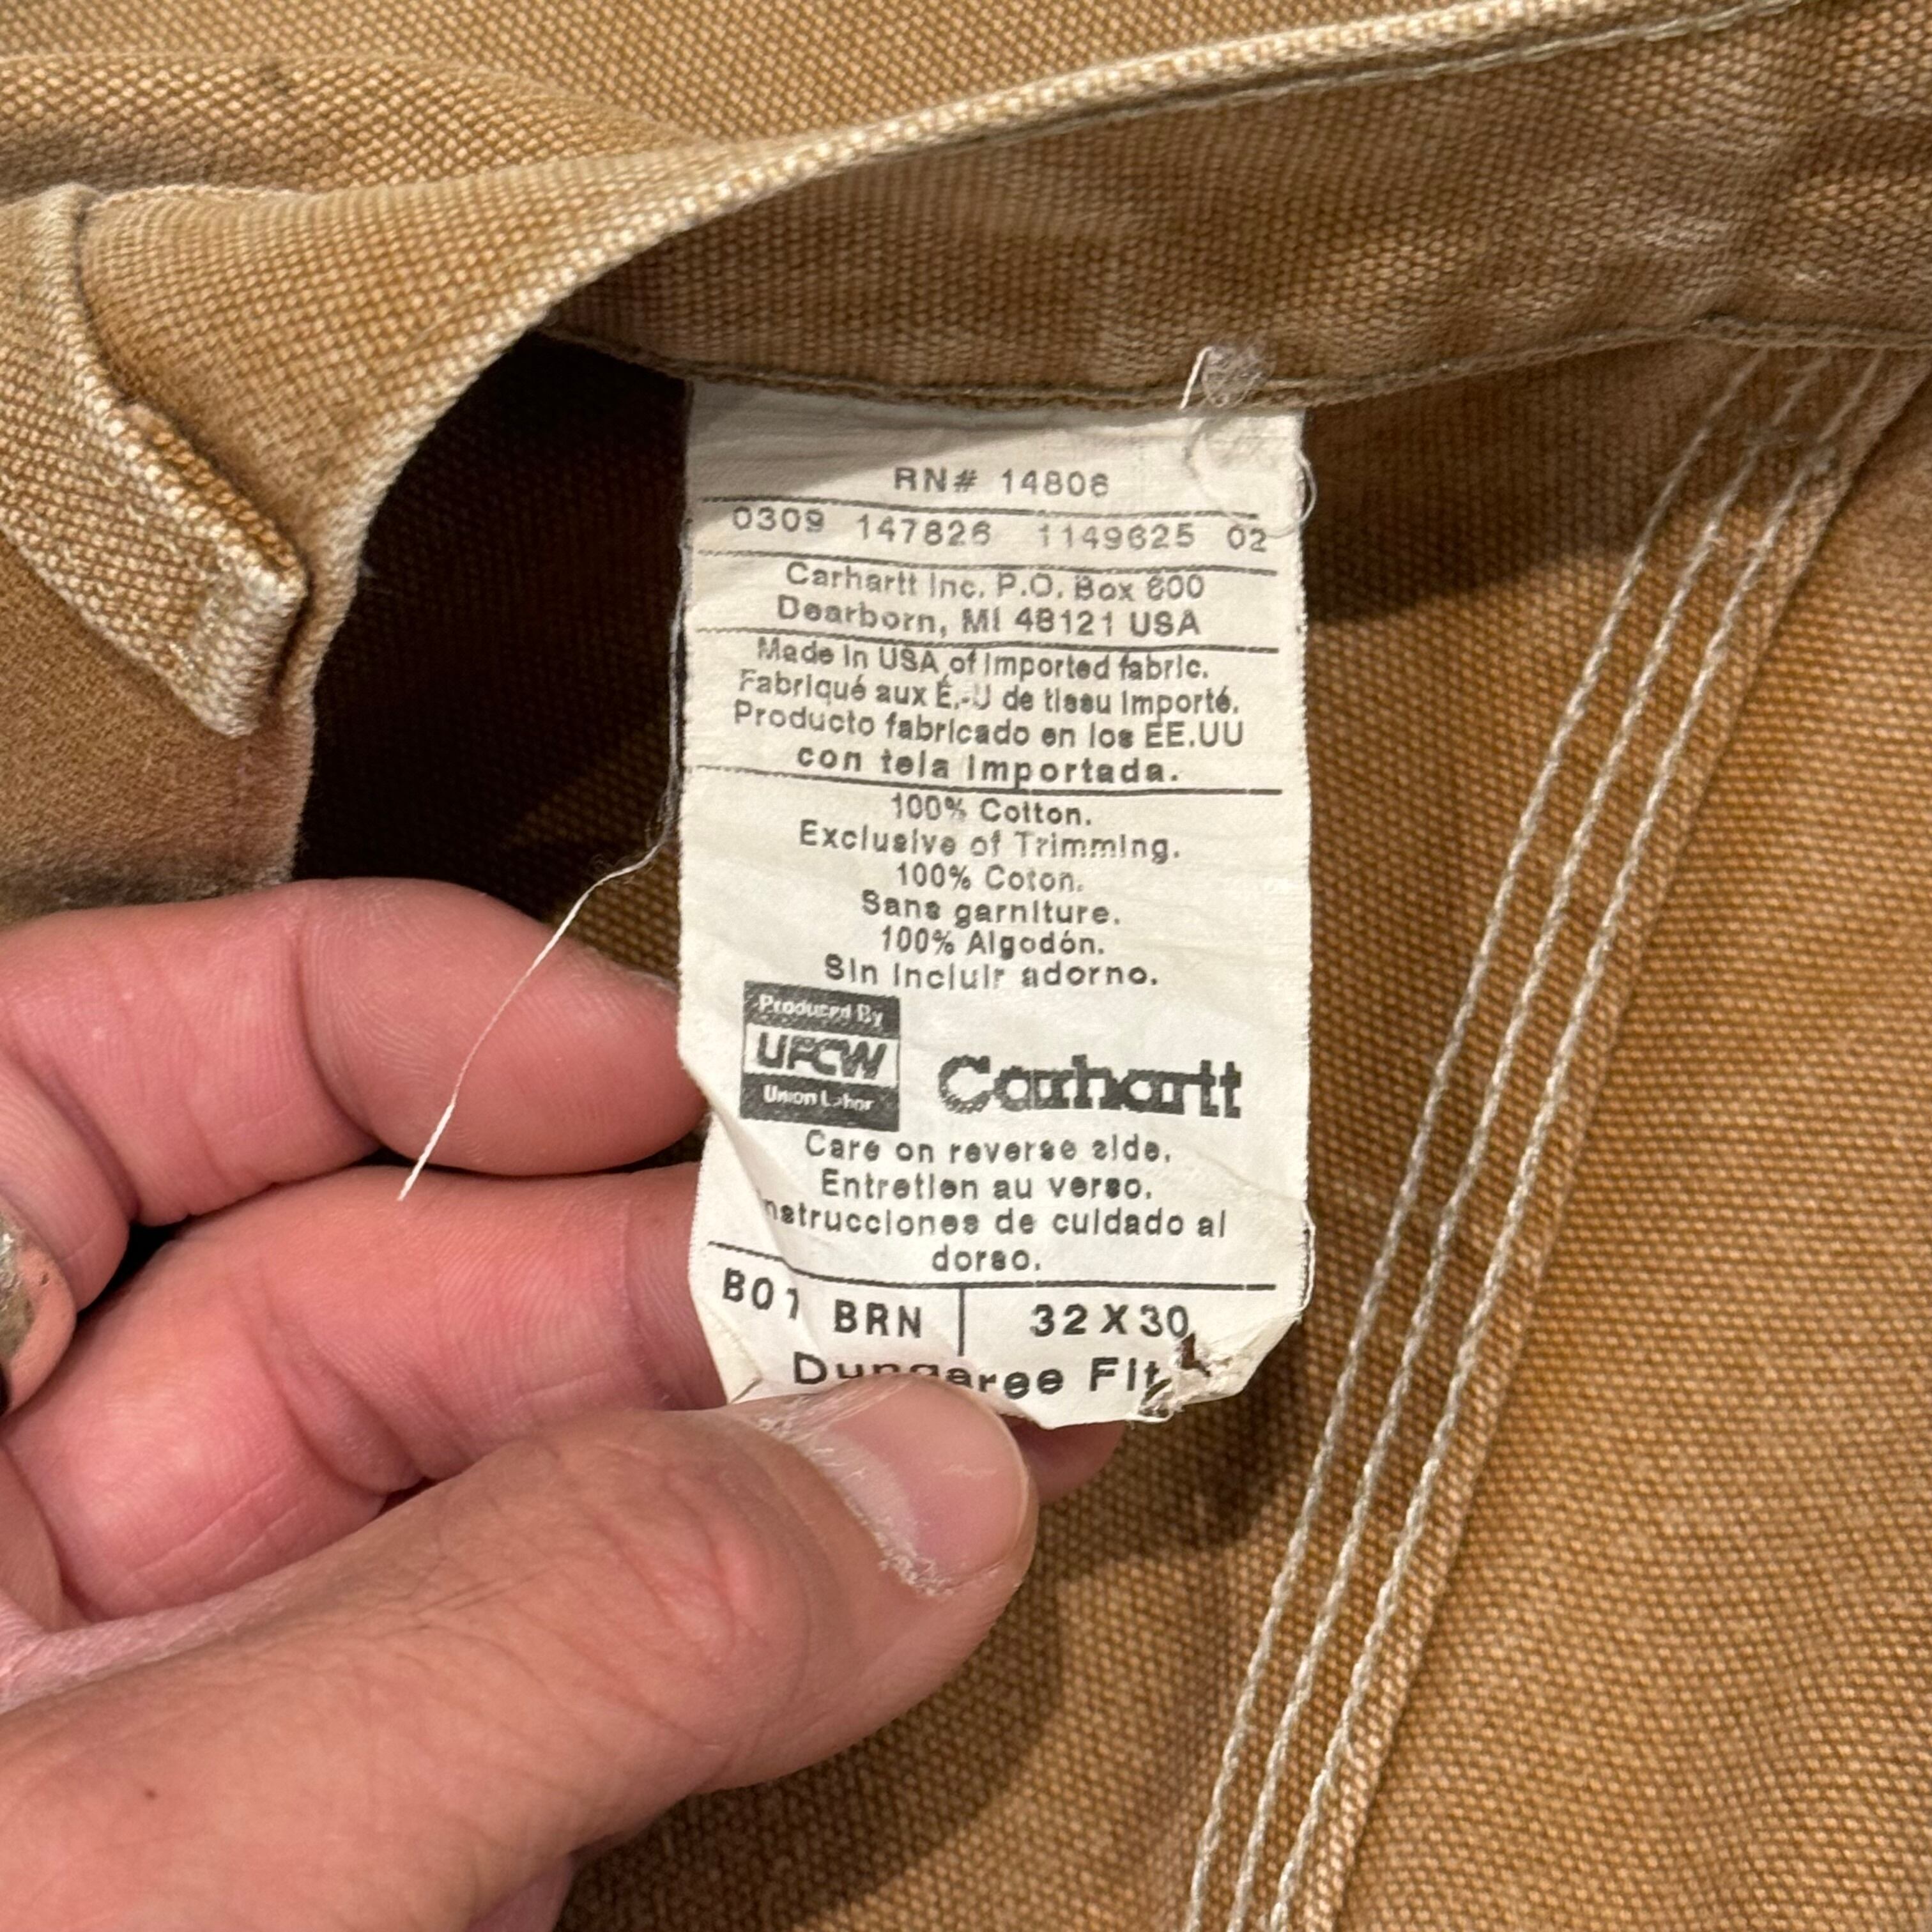 RN# 14806
0309 147826 1149625 02
Carhartt Inc. P.O. Box 600
Dearborn, MI 48121 USA
Made in USA of imported fabric.
Fabriqué aux É.-U de tissu importé.
Producto fabricado en los EE.UU
con tela importada.
100% Cotton.
Exclusive of Trimming.
100% Coton.
Sans garniture.
100% Algodón.
Sin incluir adorno.
Produced By
UFCW
Union Labor
Carhartt
Care on reverse side.
Entretien au verso.
nstrucciones de cuidado al
dorso.
B01 BRN 32 X 30
Dungaree Fit